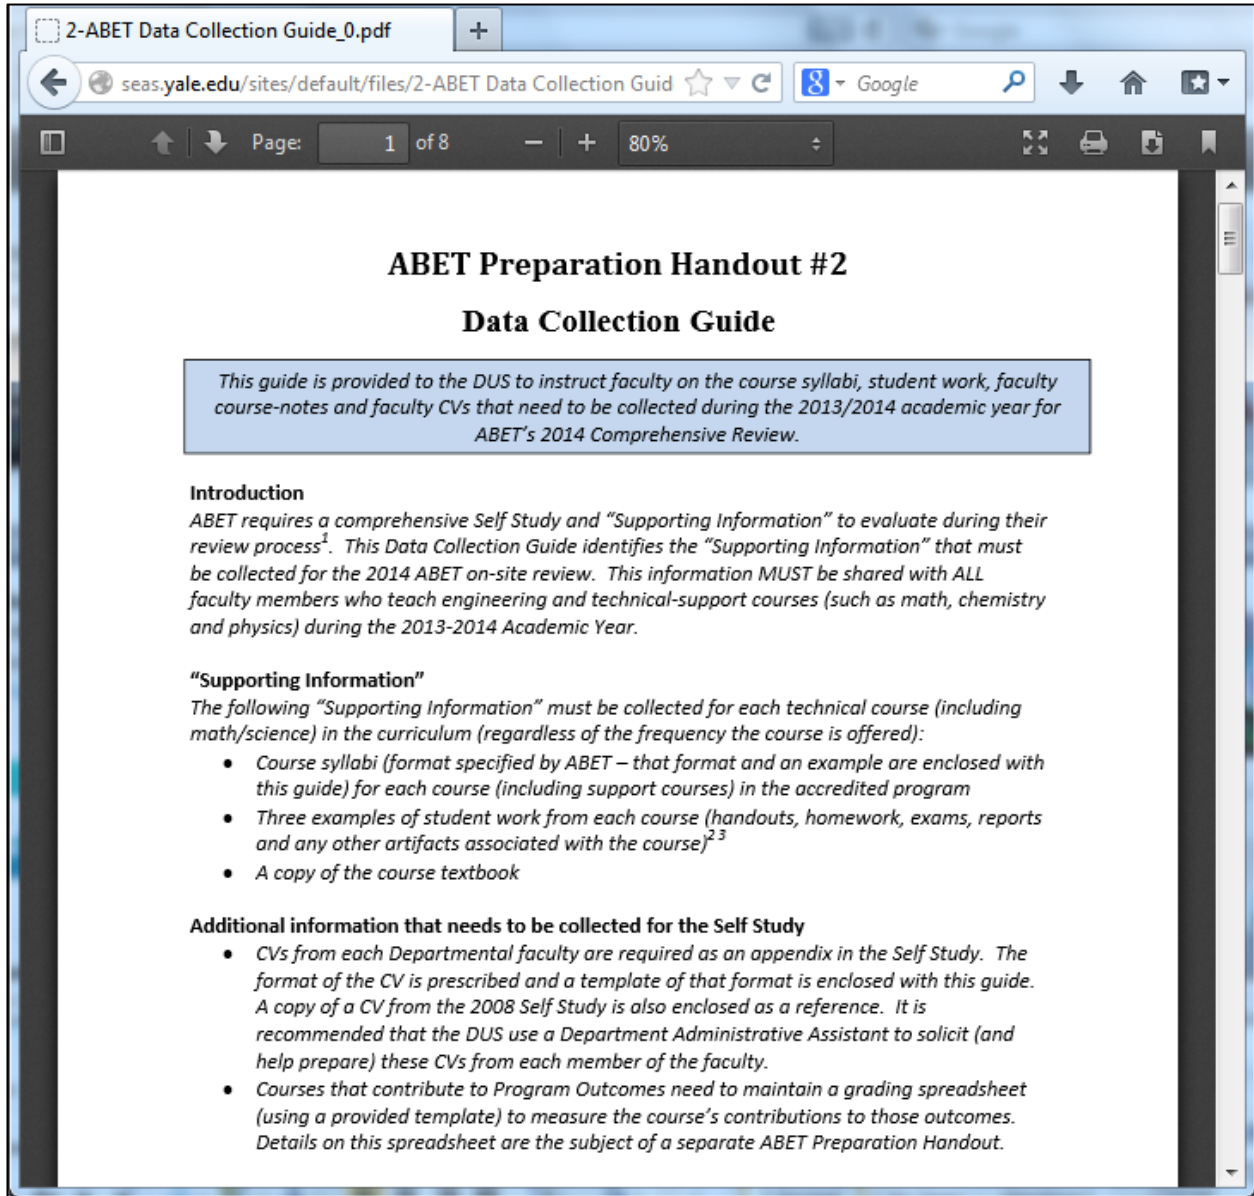 2-ABET Data Collection Guide_0.pdf
seas.yale.edu/sites/default/files/2-ABET Data Collection Guid
Google
Page: 1 of 8
80%
ABET Preparation Handout #2
Data Collection Guide
This guide is provided to the DUS to instruct faculty on the course syllabi, student work, faculty
course-notes and faculty CVs that need to be collected during the 2013/2014 academic year for
ABET's 2014 Comprehensive Review.
Introduction
ABET requires a comprehensive Self Study and “Supporting Information” to evaluate during their
review process1. This Data Collection Guide identifies the “Supporting Information” that must
be collected for the 2014 ABET on-site review. This information MUST be shared with ALL
faculty members who teach engineering and technical-support courses (such as math, chemistry
and physics) during the 2013-2014 Academic Year.
“Supporting Information”
The following “Supporting Information” must be collected for each technical course (including
math/science) in the curriculum (regardless of the frequency the course is offered):
• Course syllabi (format specified by ABET – that format and an example are enclosed with
this guide) for each course (including support courses) in the accredited program
• Three examples of student work from each course (handouts, homework, exams, reports
and any other artifacts associated with the course)2 3
• A copy of the course textbook
Additional information that needs to be collected for the Self Study
• CVs from each Departmental faculty are required as an appendix in the Self Study. The
format of the CV is prescribed and a template of that format is enclosed with this guide.
A copy of a CV from the 2008 Self Study is also enclosed as a reference. It is
recommended that the DUS use a Department Administrative Assistant to solicit (and
help prepare) these CVs from each member of the faculty.
• Courses that contribute to Program Outcomes need to maintain a grading spreadsheet
(using a provided template) to measure the course's contributions to those outcomes.
Details on this spreadsheet are the subject of a separate ABET Preparation Handout.